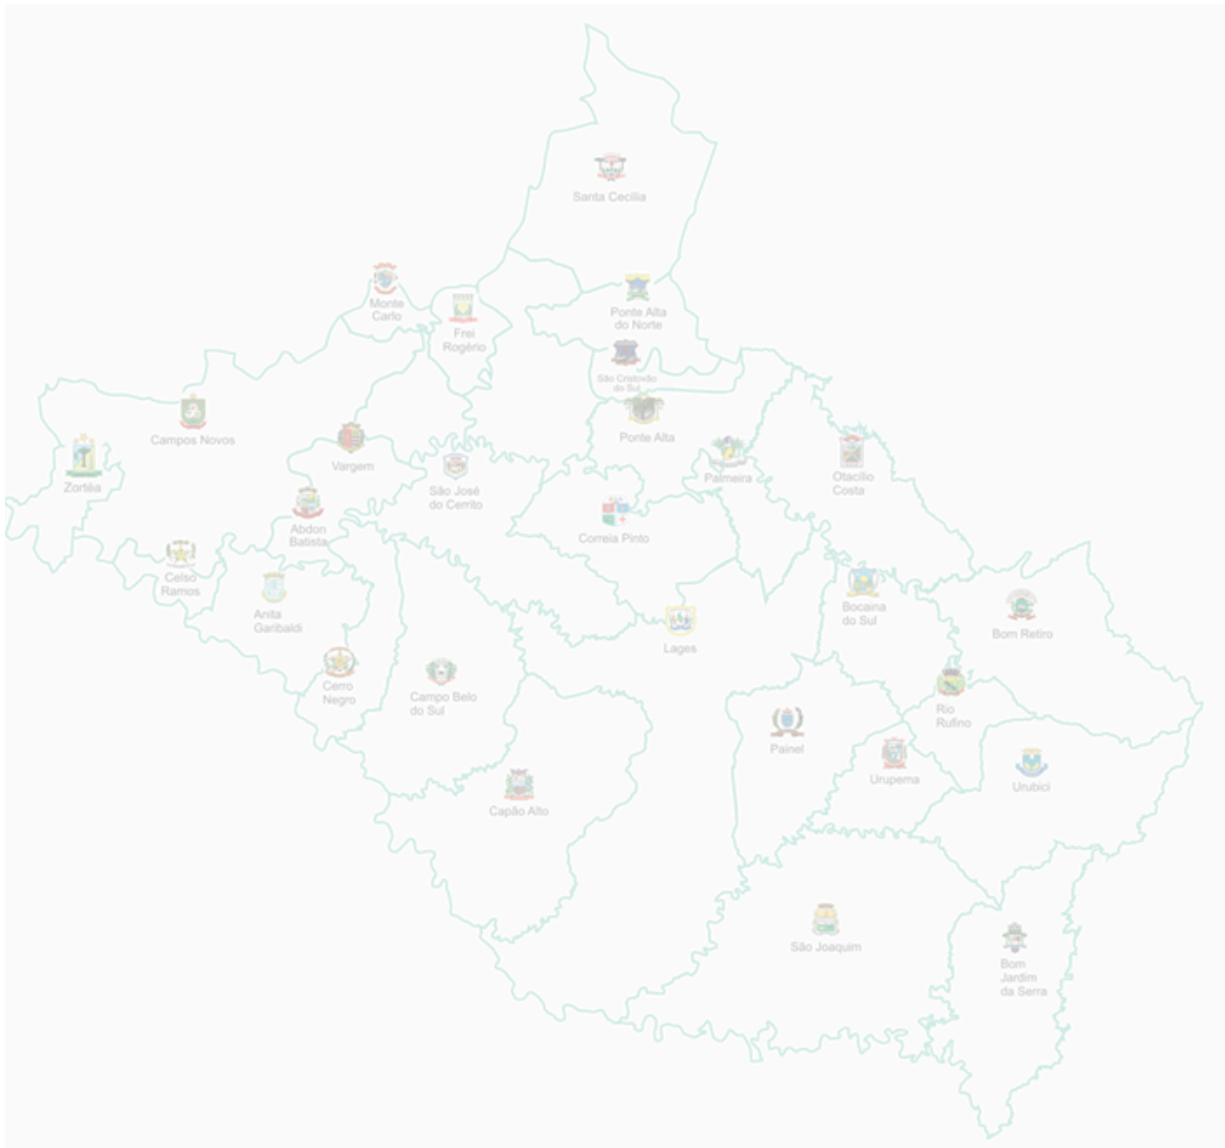 Santa Cecília
Monte
Carlo
Frei
Rogério
Ponte Alta
do Norte
São Cristovão
do Sul
Campos Novos
Ponte Alta
Vargem
Zortéa
São José
do Cerrito
Palmeira
Otacílio
Costa
Abdon
Batista
Correia Pinto
Celso
Ramos
Anita
Garibaldi
Bocaina
do Sul
Bom Retiro
Lages
Cerro
Negro
Campo Belo
do Sul
Rio
Rufino
Painel
Urupema
Urubici
Capão Alto
São Joaquim
Bom
Jardim
da Serra